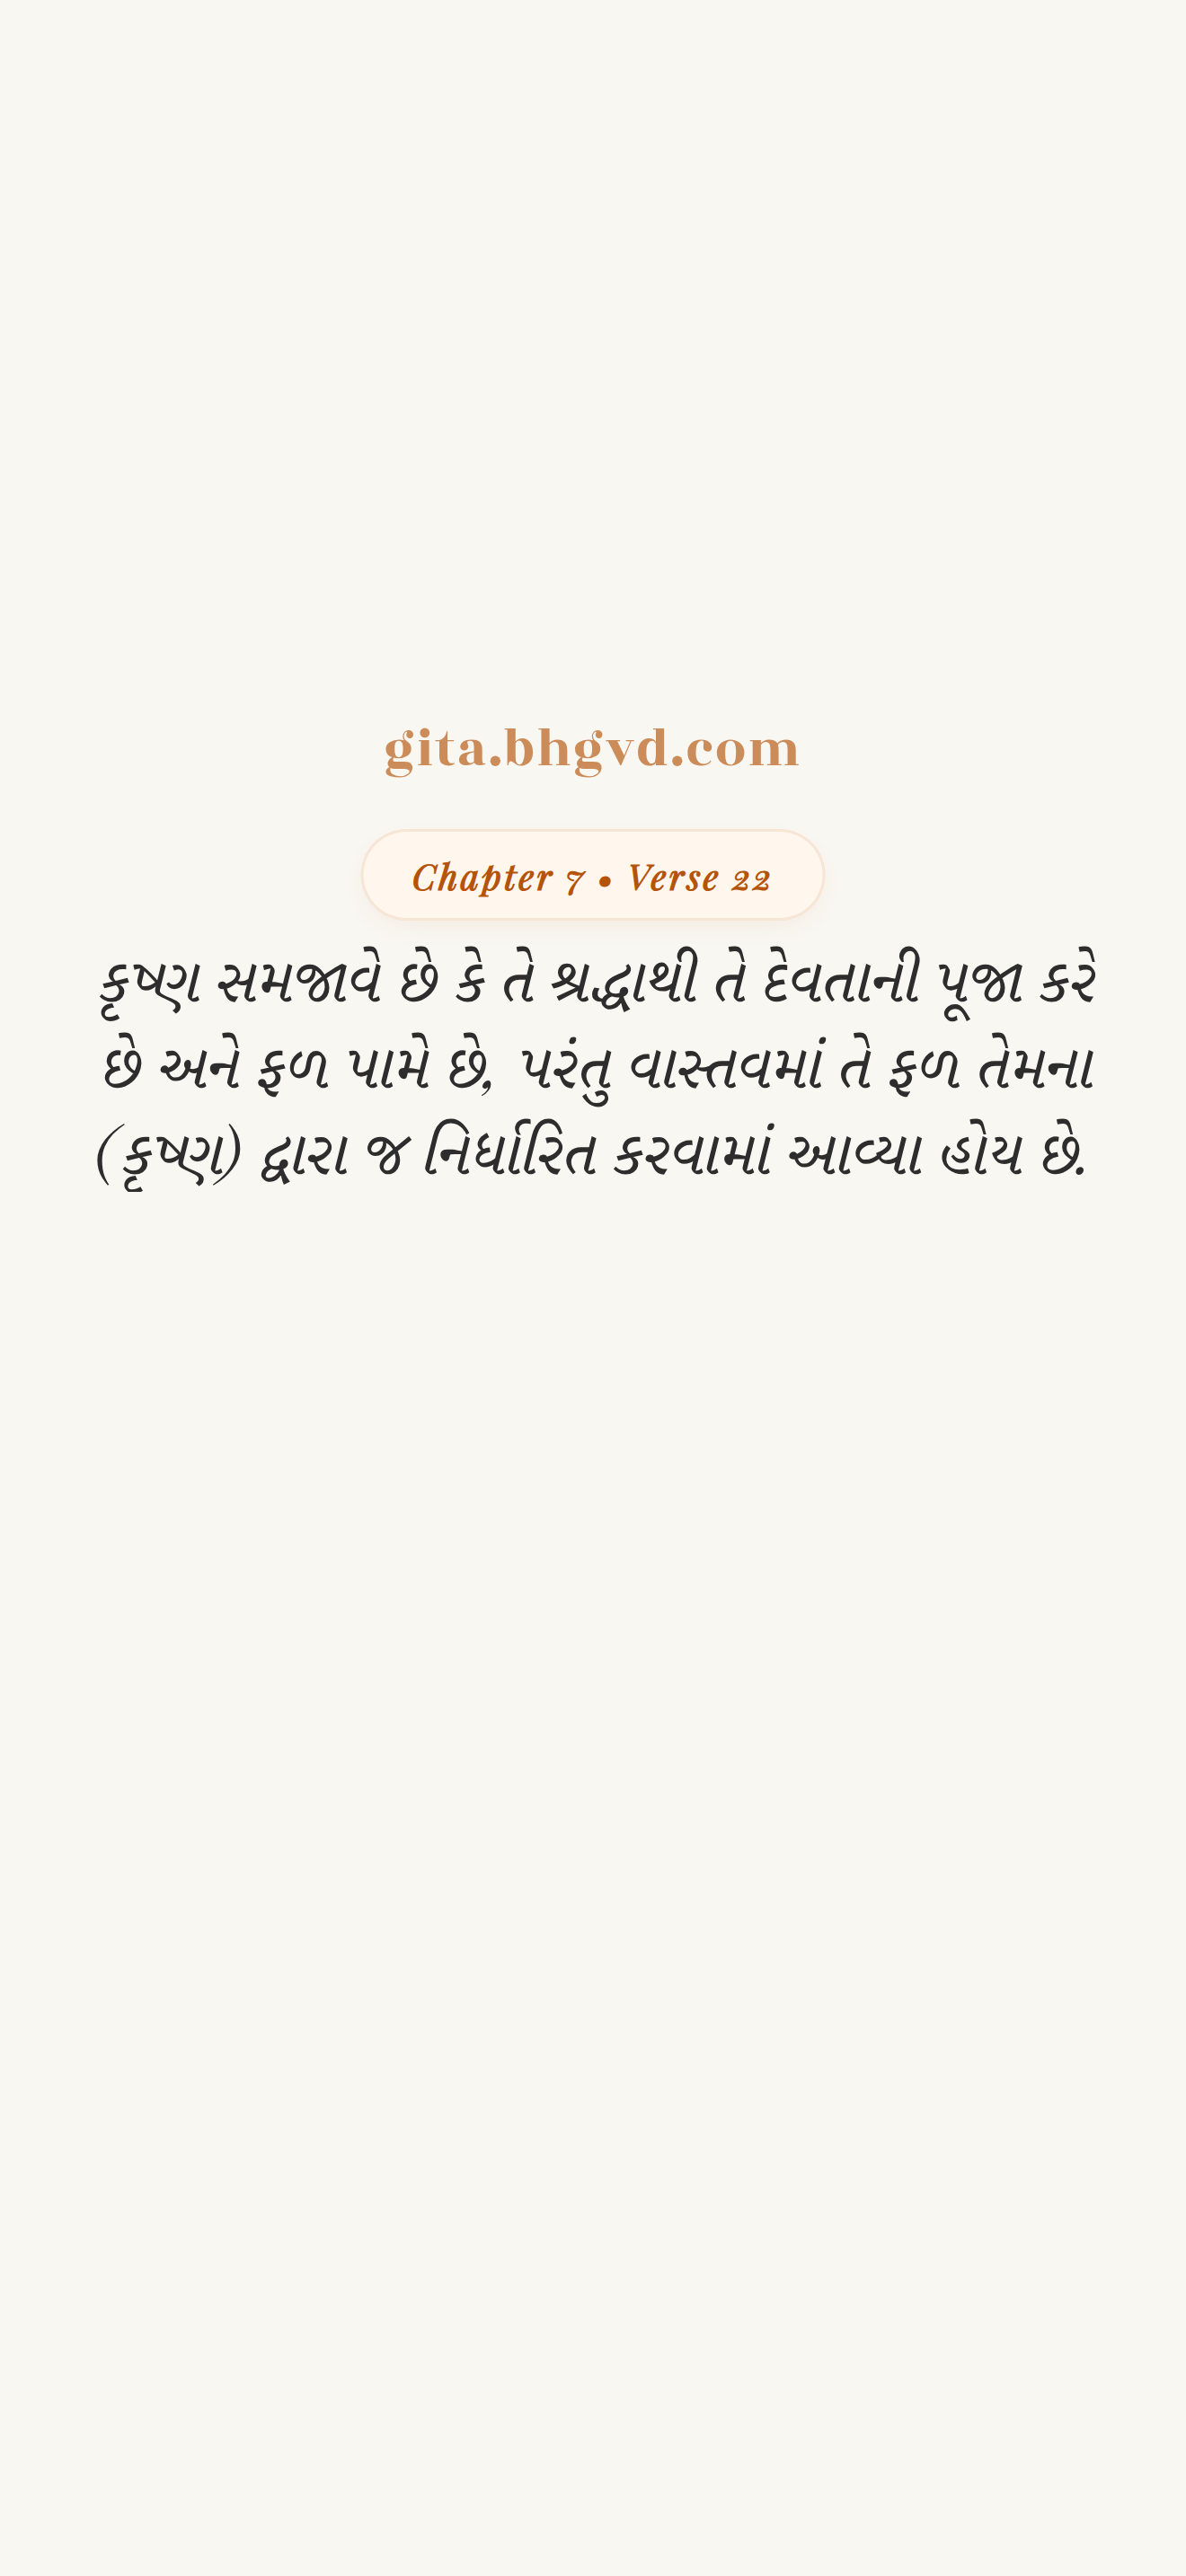 gita.bhgvd.com
Chapter 7 • Verse 22
કૃષ્ણ સમજાવે છે કે તે શ્રદ્ધાથી તે દેવતાની પૂજા કરે
છે અને ફળ પામે છે, પરંતુ વાસ્તવમાં તે ફળ તેમના
(કૃષ્ણ) દ્વારા જ નિર્ધારિત કરવામાં આવ્યા હોય છે.